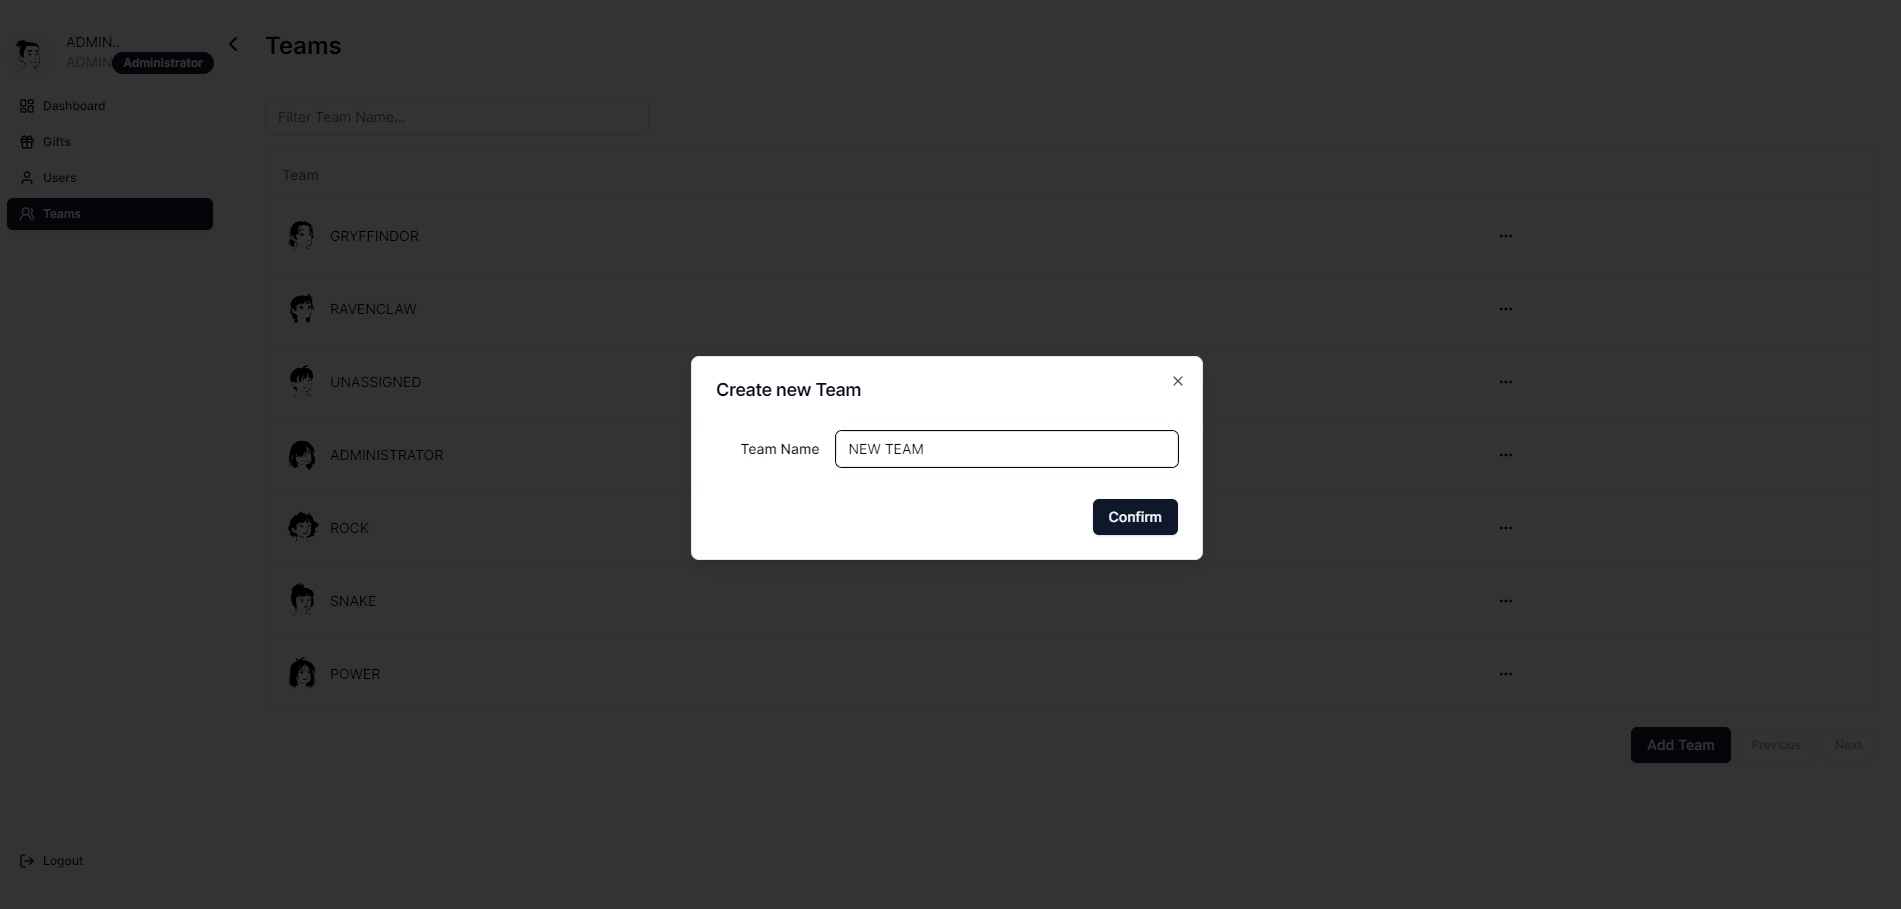 ADMIN..
ADMIN
Administrator
Dashboard
Gifts
Users
Teams
Logout
Teams
Filter Team Name...
Team
GRYFFINDOR
RAVENCLAW
UNASSIGNED
ADMINISTRATOR
ROCK
SNAKE
POWER
Add Team
Previous
Next
Create new Team
Team Name
NEW TEAM
Confirm